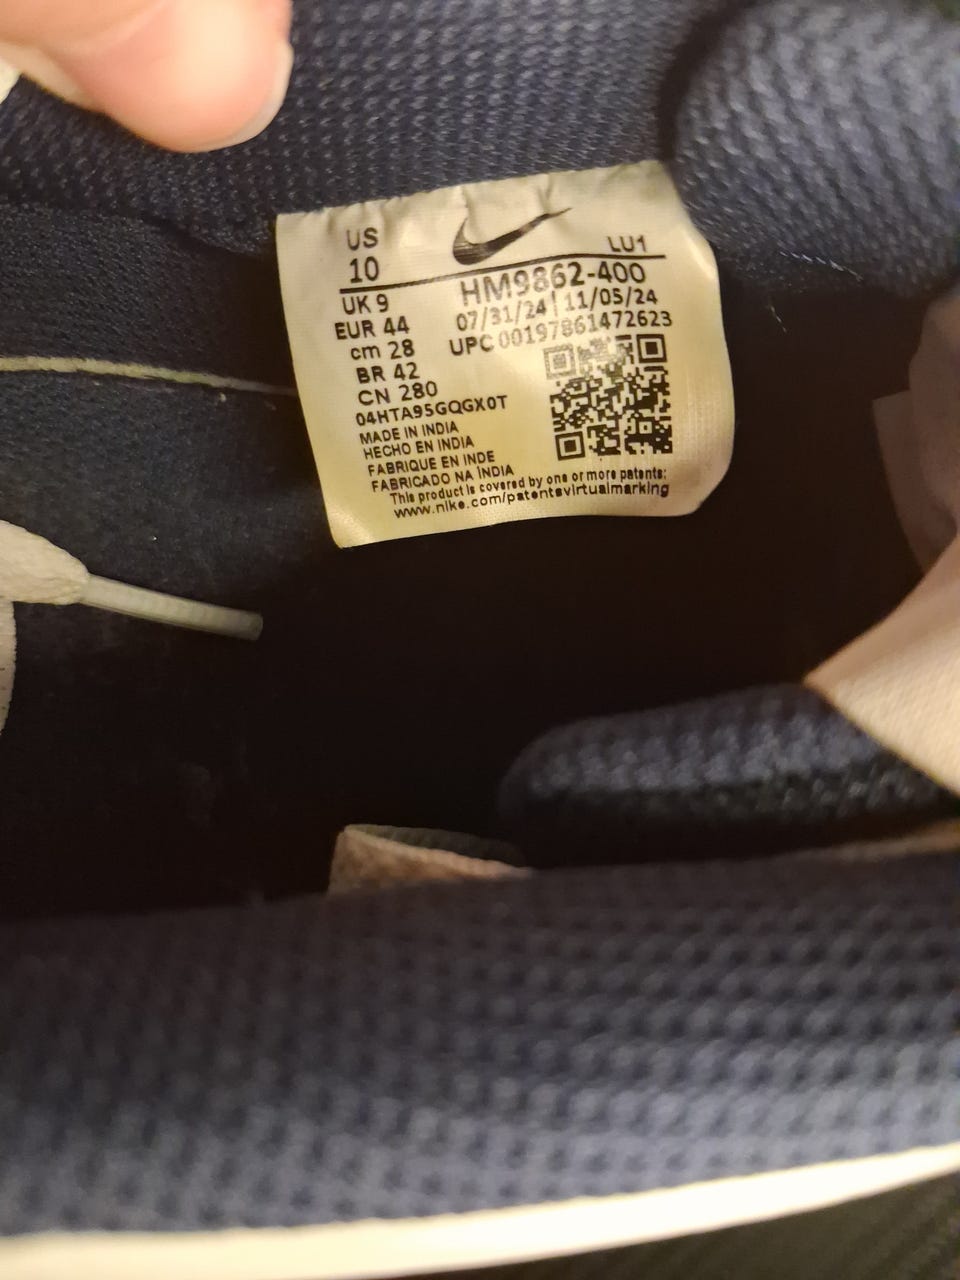 US
10
UK 9
EUR 44
cm 28
BR 42
CN 280
LU1
HM9862-400
07/31/24 | 11/05/24
UPC 00197861472623
04HTA95GQGX0T
MADE IN INDIA
HECHO EN INDIA
FABRIQUE EN INDE
FABRICADO NA ÍNDIA
This product is covered by one or more patents:
www.nike.com/patentsvirtualmarking